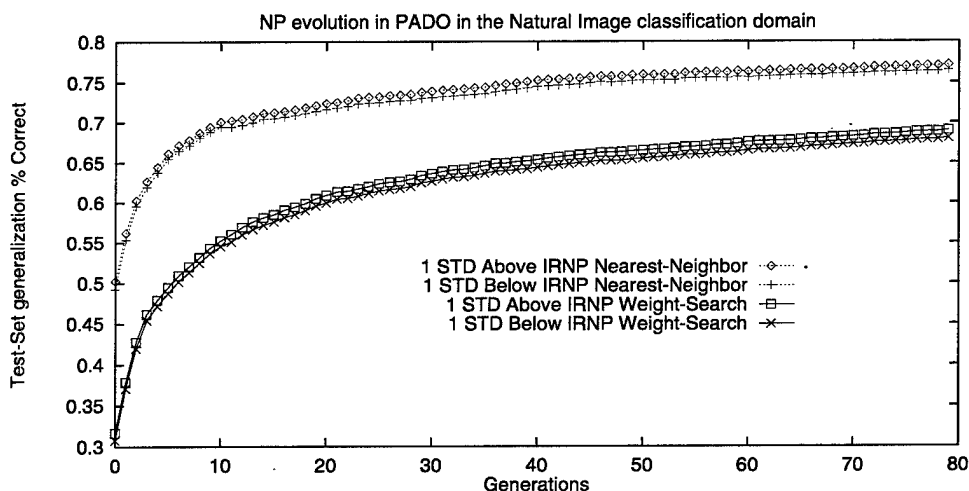 NP evolution in PADO in the Natural Image classification domain
0.8
0.75
0.7
0.65
0.6
0.55
0.5
0.45
0.4
0.35
0.3
Test-Set generalization % Correct
1 STD Above IRNP Nearest-Neighbor
1 STD Below IRNP Nearest-Neighbor
1 STD Above IRNP Weight-Search
1 STD Below IRNP Weight-Search
0 10 20 30 40 50 60 70 80
Generations